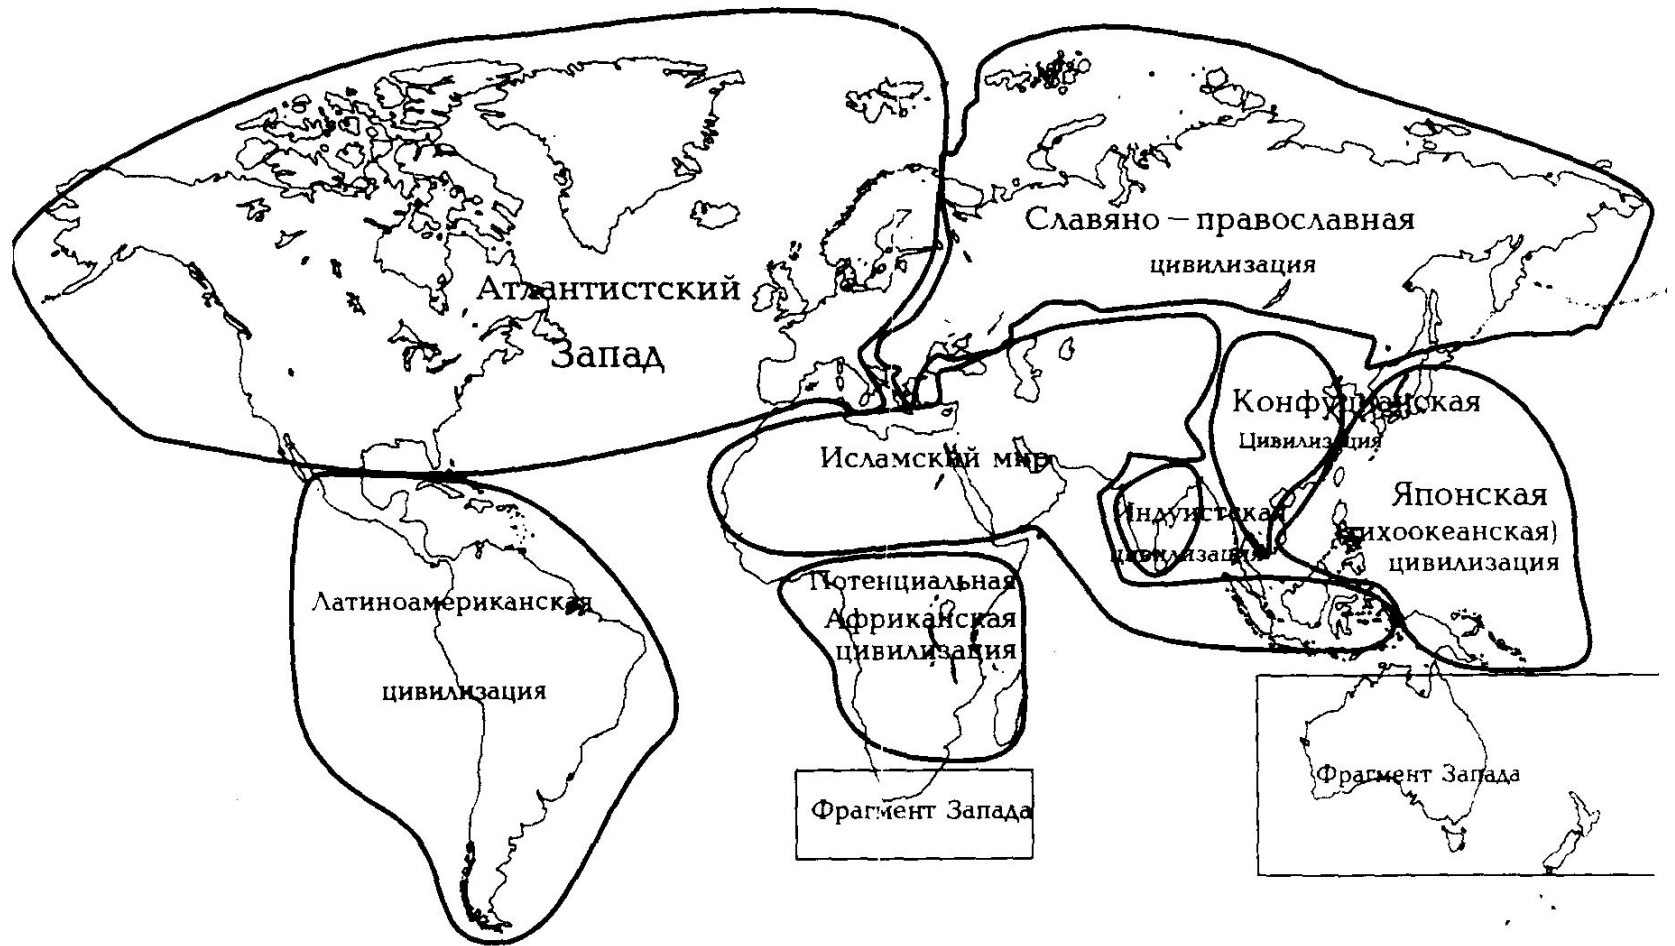 Славяно – православная
цивилизация
Атлантистский
Запад
Конфуцианская
Цивилизация
Исламский мир
Японская
(тихоокеанская)
цивилизация
Индуистская
цивилизация
Потенциальная
Африканская
цивилизация
Латиноамериканская
цивилизация
Фрагмент Запада
Фрагмент Запада